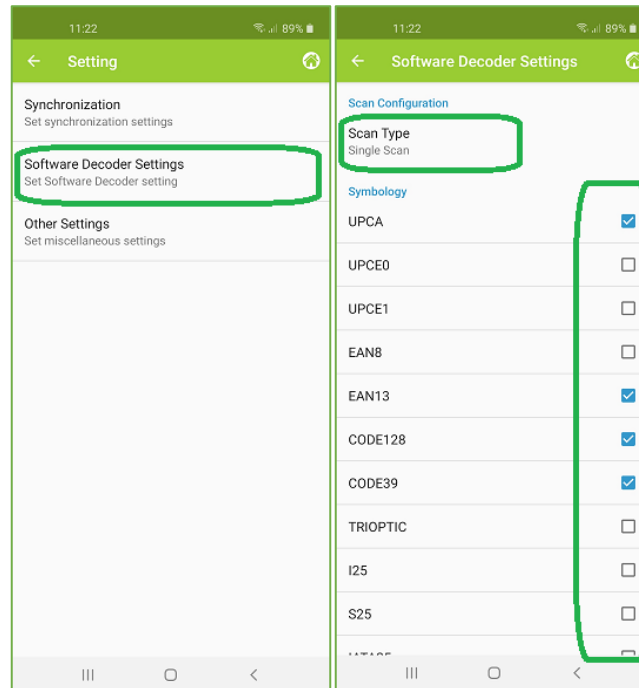 11:22
89%
Setting
Synchronization
Set synchronization settings
Software Decoder Settings
Set Software Decoder setting
Other Settings
Set miscellaneous settings
11:22
89%
Software Decoder Settings
Scan Configuration
Scan Type
Single Scan
Symbology
UPCA
UPCE0
UPCE1
EAN8
EAN13
CODE128
CODE39
TRIOPTIC
I25
S25